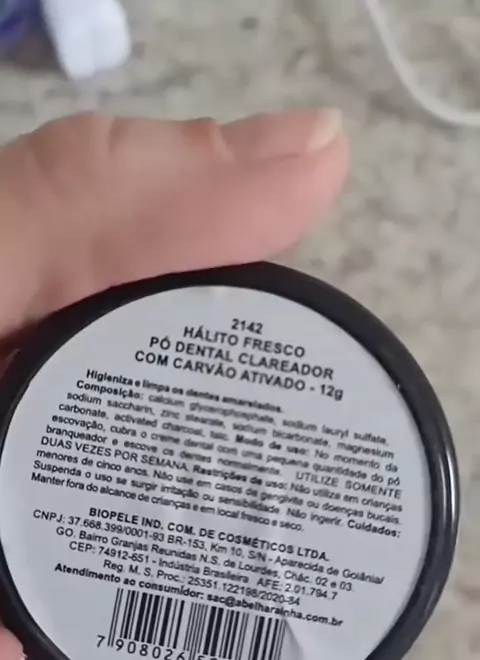 2142
HÁLITO FRESCO
PÓ DENTAL CLAREADOR
COM CARVÃO ATIVADO - 12g
Higieniza e limpa os dentes amarelados.
Composição: calcium glycerophosphate, sodium lauryl sulfate,
sodium saccharin, zinc stearate, sodium bicarbonate, magnesium
carbonate, activated charcoal, talc. Modo de uso: No momento da
escovação, cubra o creme dental com uma pequena quantidade do pó
branqueador e escove os dentes normalmente. UTILIZE SOMENTE
DUAS VEZES POR SEMANA. Restrições de uso: Não utilize em crianças
menores de cinco anos. Não use em casos de gengivite ou doenças bucais.
Suspenda o uso se surgir irritação ou sensibilidade. Não ingerir. Cuidados:
Manter fora do alcance de crianças e em local fresco e seco.
BIOPELE IND. COM. DE COSMÉTICOS LTDA.
CNPJ: 37.668.399/0001-93 BR-153, Km 10, S/N - Aparecida de Goiânia/
GO. Bairro Granjas Reunidas N.S. de Lourdes, Chác. 02 e 03.
CEP: 74912-651 - Indústria Brasileira AFE: 2.01.794.7
Reg. M. S. Proc.: 25351.122198/2020-84
Atendimento ao consumidor: sac@abelharainha.com.br
7 908026